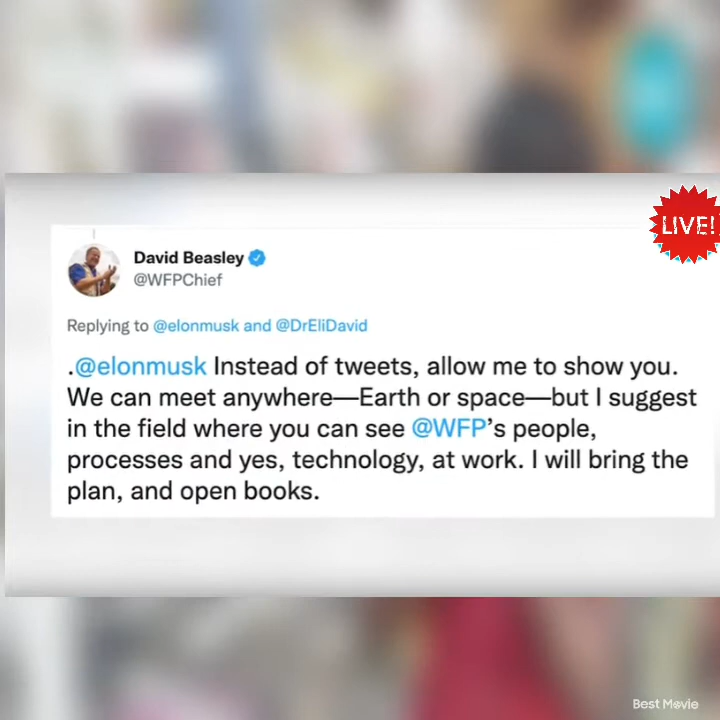 LIVE!
David Beasley
@WFPChief
Replying to @elonmusk and @DrEliDavid
.@elonmusk Instead of tweets, allow me to show you.
We can meet anywhere—Earth or space—but I suggest
in the field where you can see @WFP’s people,
processes and yes, technology, at work. I will bring the
plan, and open books.
Best Movie